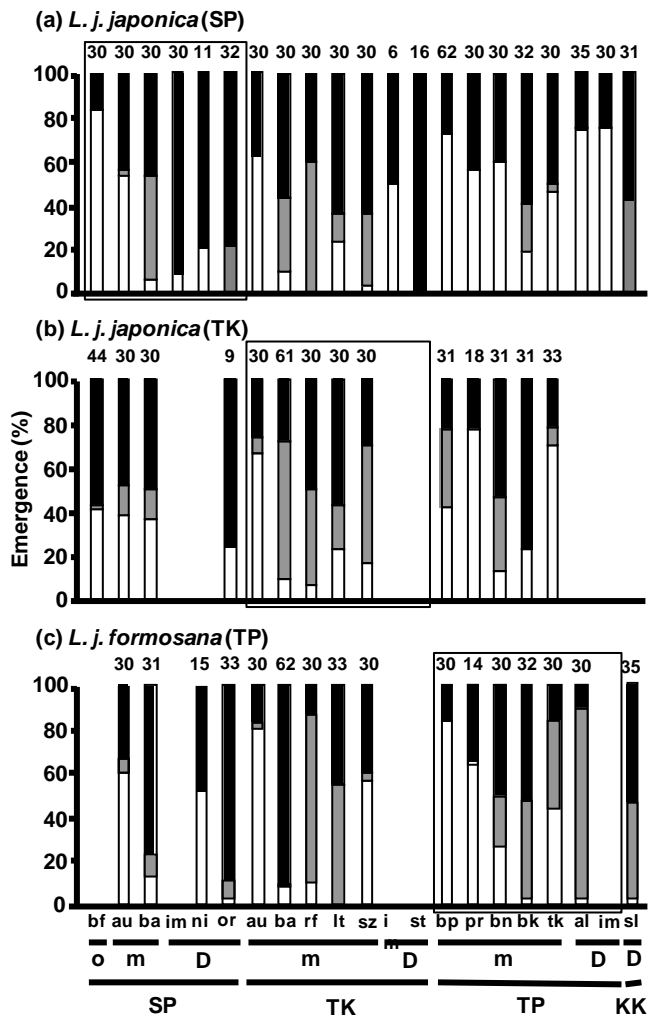 (a) L. j. japonica (SP)
30 30 30 30 11 32 30 30 30 30 30 6 16 62 30 30 32 30 35 30 31
100
80
60
40
20
0
(b) L. j. japonica (TK)
44 30 30 9 30 61 30 30 30 31 18 31 31 33
100
80
60
40
20
0
Emergence (%)
(c) L. j. formosana (TP)
30 31 15 33 30 62 30 33 30 30 14 30 32 30 30 35
100
80
60
40
20
0
bf au ba im ni or au ba rf lt sz im st bp pr bn bk tk al im sl
o m D m D m D D
SP TK TP KK